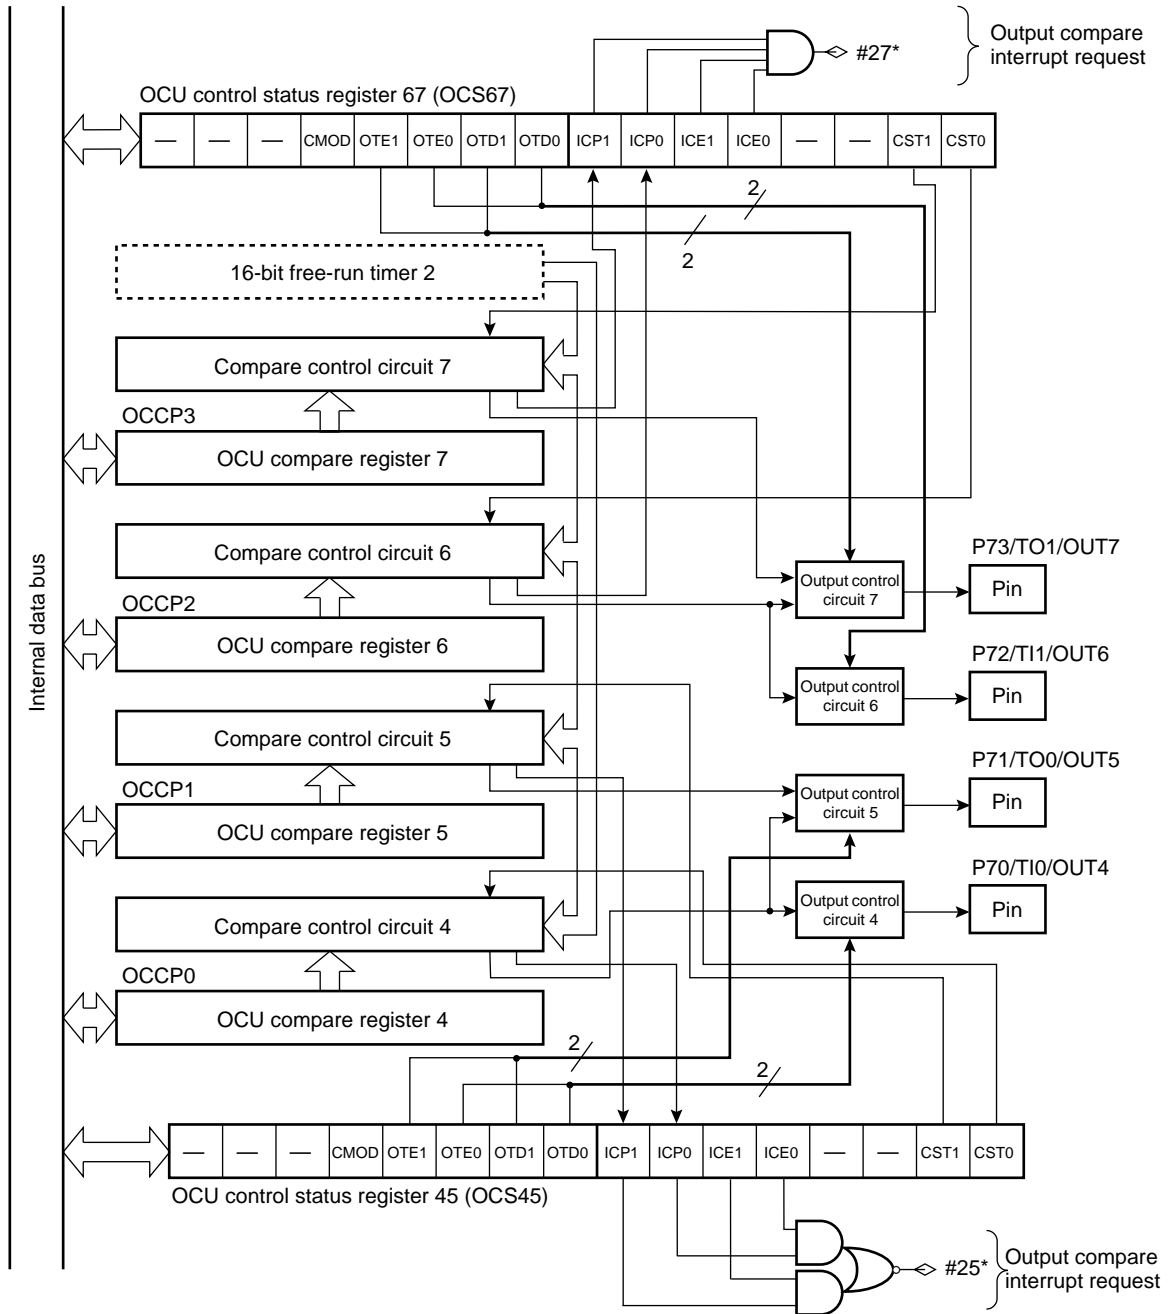 Output compare
interrupt request
#27*
OCU control status register 67 (OCS67)
— — — CMOD OTE1 OTE0 OTD1 OTD0 ICP1 ICP0 ICE1 ICE0 — — CST1 CST0
2
2
16-bit free-run timer 2
Compare control circuit 7
OCCP3
OCU compare register 7
Compare control circuit 6
OCCP2
OCU compare register 6
Compare control circuit 5
OCCP1
OCU compare register 5
Compare control circuit 4
OCCP0
OCU compare register 4
Internal data bus
Output control
circuit 7
P73/TO1/OUT7
Pin
Output control
circuit 6
P72/TI1/OUT6
Pin
Output control
circuit 5
P71/TO0/OUT5
Pin
Output control
circuit 4
P70/TI0/OUT4
Pin
2
2
— — — CMOD OTE1 OTE0 OTD1 OTD0 ICP1 ICP0 ICE1 ICE0 — — CST1 CST0
OCU control status register 45 (OCS45)
#25*
Output compare
interrupt request